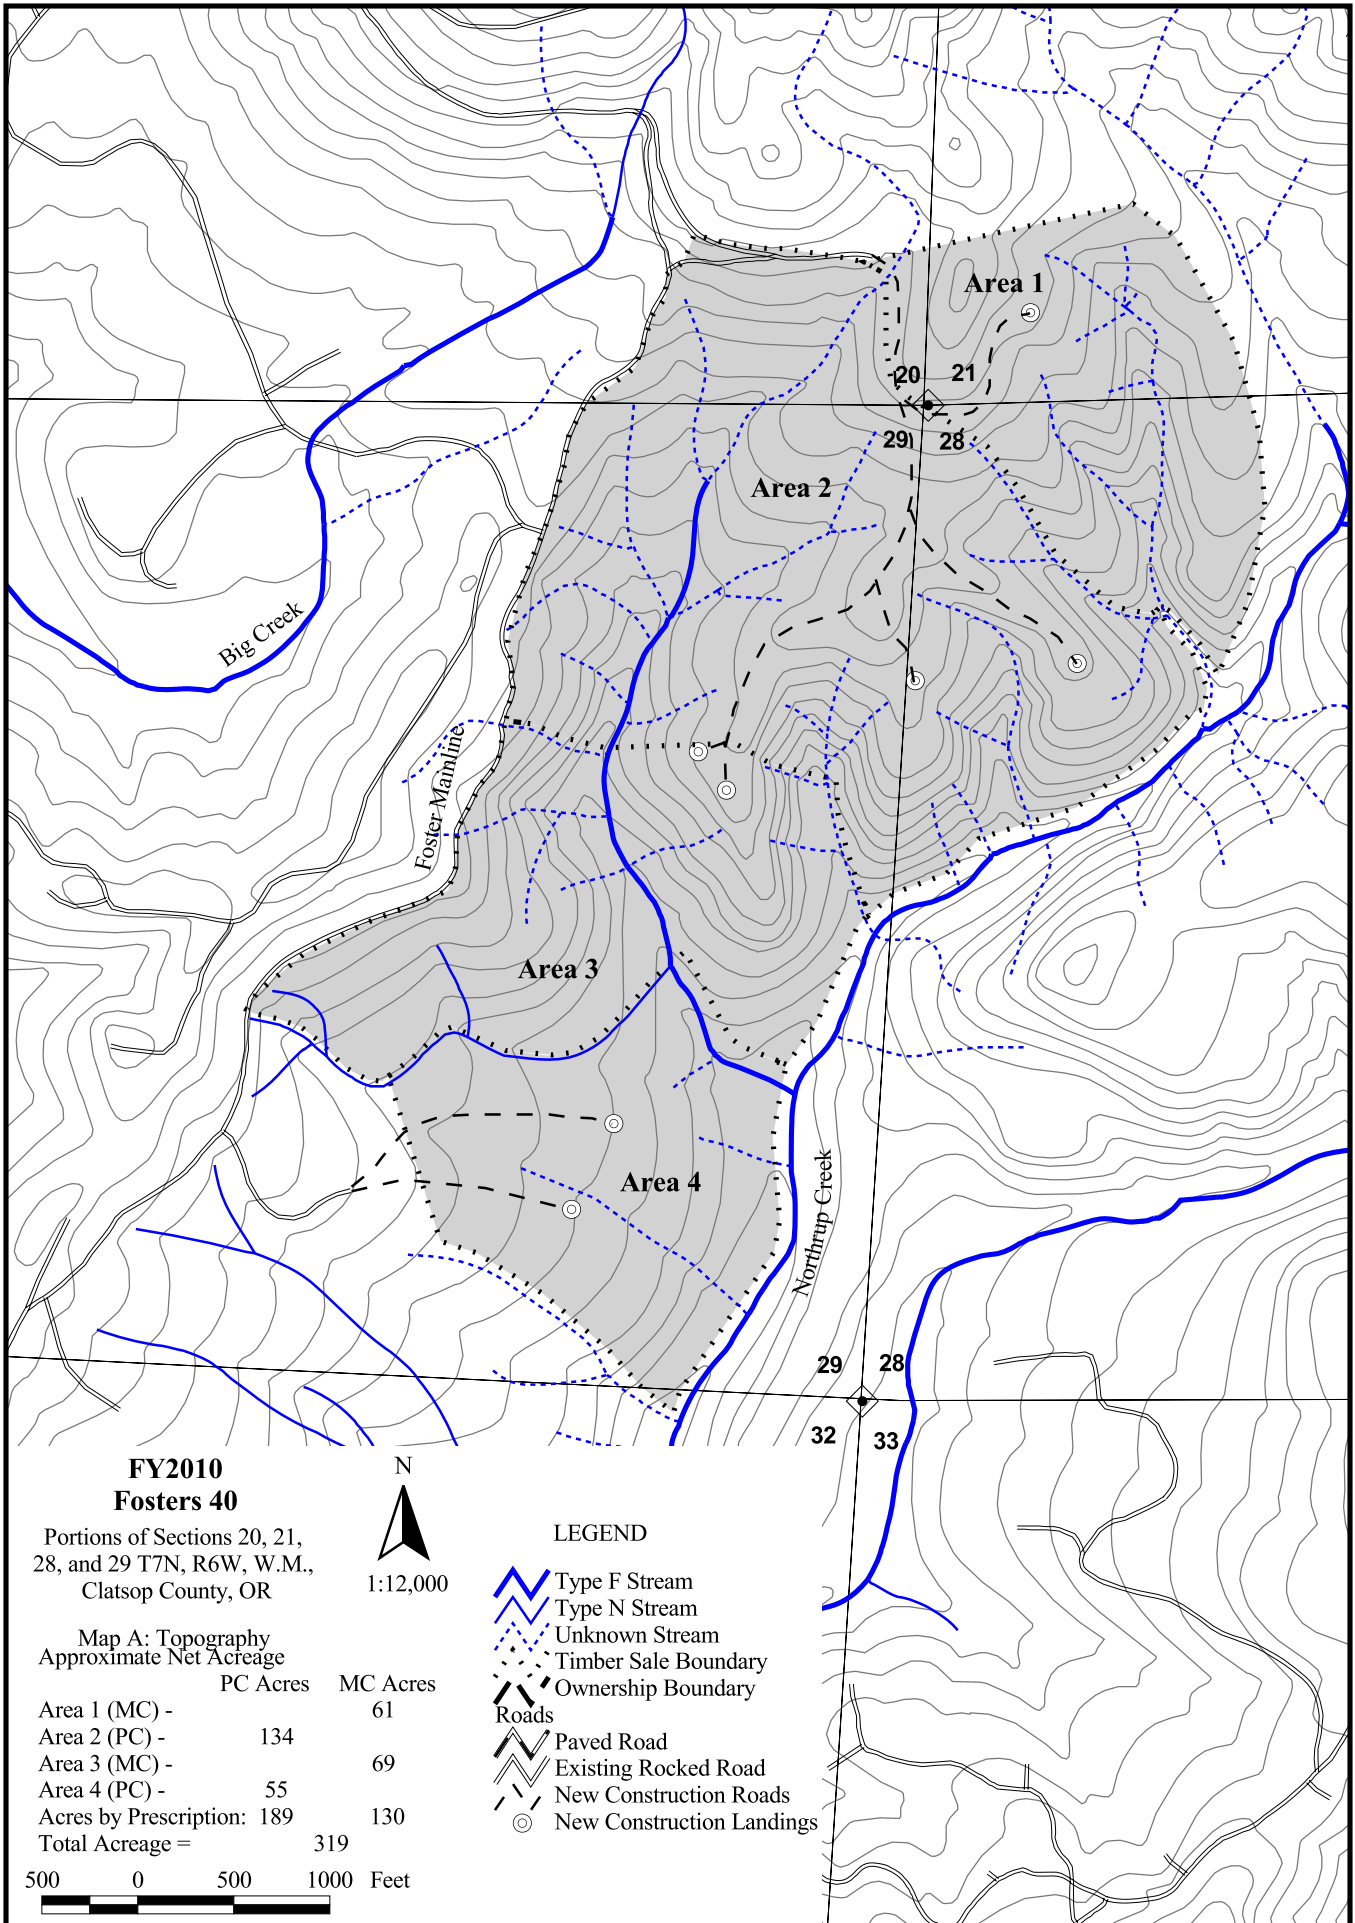 Area 1
20 21
29 28
Area 2
Big Creek
Foster Mainline
Area 3
Area 4
Northrup Creek
29 28
32 33
FY2010
Fosters 40
Portions of Sections 20, 21,
28, and 29 T7N, R6W, W.M.,
Clatsop County, OR
N
1:12,000
Map A: Topography
Approximate Net Acreage
PC Acres MC Acres
Area 1 (MC) - 61
Area 2 (PC) - 134
Area 3 (MC) - 69
Area 4 (PC) - 55
Acres by Prescription: 189 130
Total Acreage = 319
500 0 500 1000 Feet
LEGEND
Type F Stream
Type N Stream
Unknown Stream
Timber Sale Boundary
Ownership Boundary
Roads
Paved Road
Existing Rocked Road
New Construction Roads
New Construction Landings